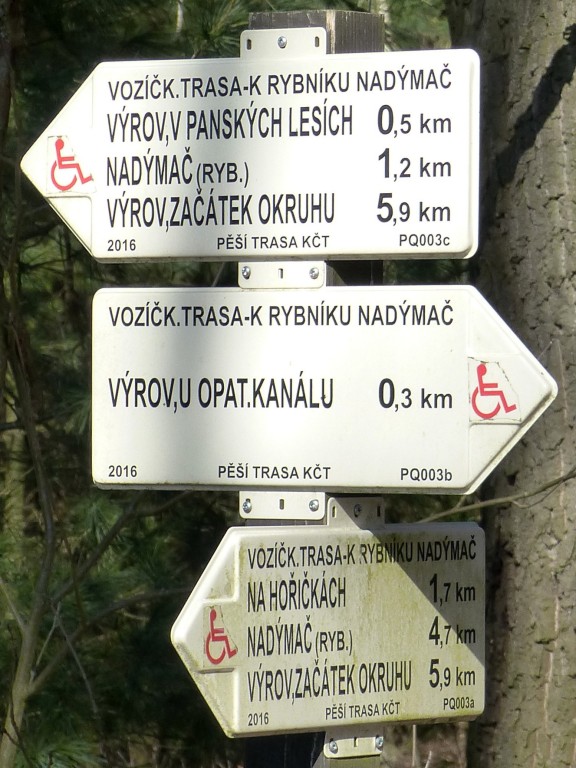 VOZÍČK.TRASA-K RYBNÍKU NADÝMAČ
VÝROV,V PANSKÝCH LESÍCH 0,5 km
NADÝMAČ (RYB.) 1,2 km
VÝROV,ZAČÁTEK OKRUHU 5,9 km
2016 PĚŠÍ TRASA KČT PQ003c
VOZÍČK.TRASA-K RYBNÍKU NADÝMAČ
VÝROV,U OPAT.KANÁLU 0,3 km
2016 PĚŠÍ TRASA KČT PQ003b
VOZÍČK.TRASA-K RYBNÍKU NADÝMAČ
NA HOŘIČKÁCH 1,7 km
NADÝMAČ (RYB.) 4,7 km
VÝROV,ZAČÁTEK OKRUHU 5,9 km
2016 PĚŠÍ TRASA KČT PQ003a